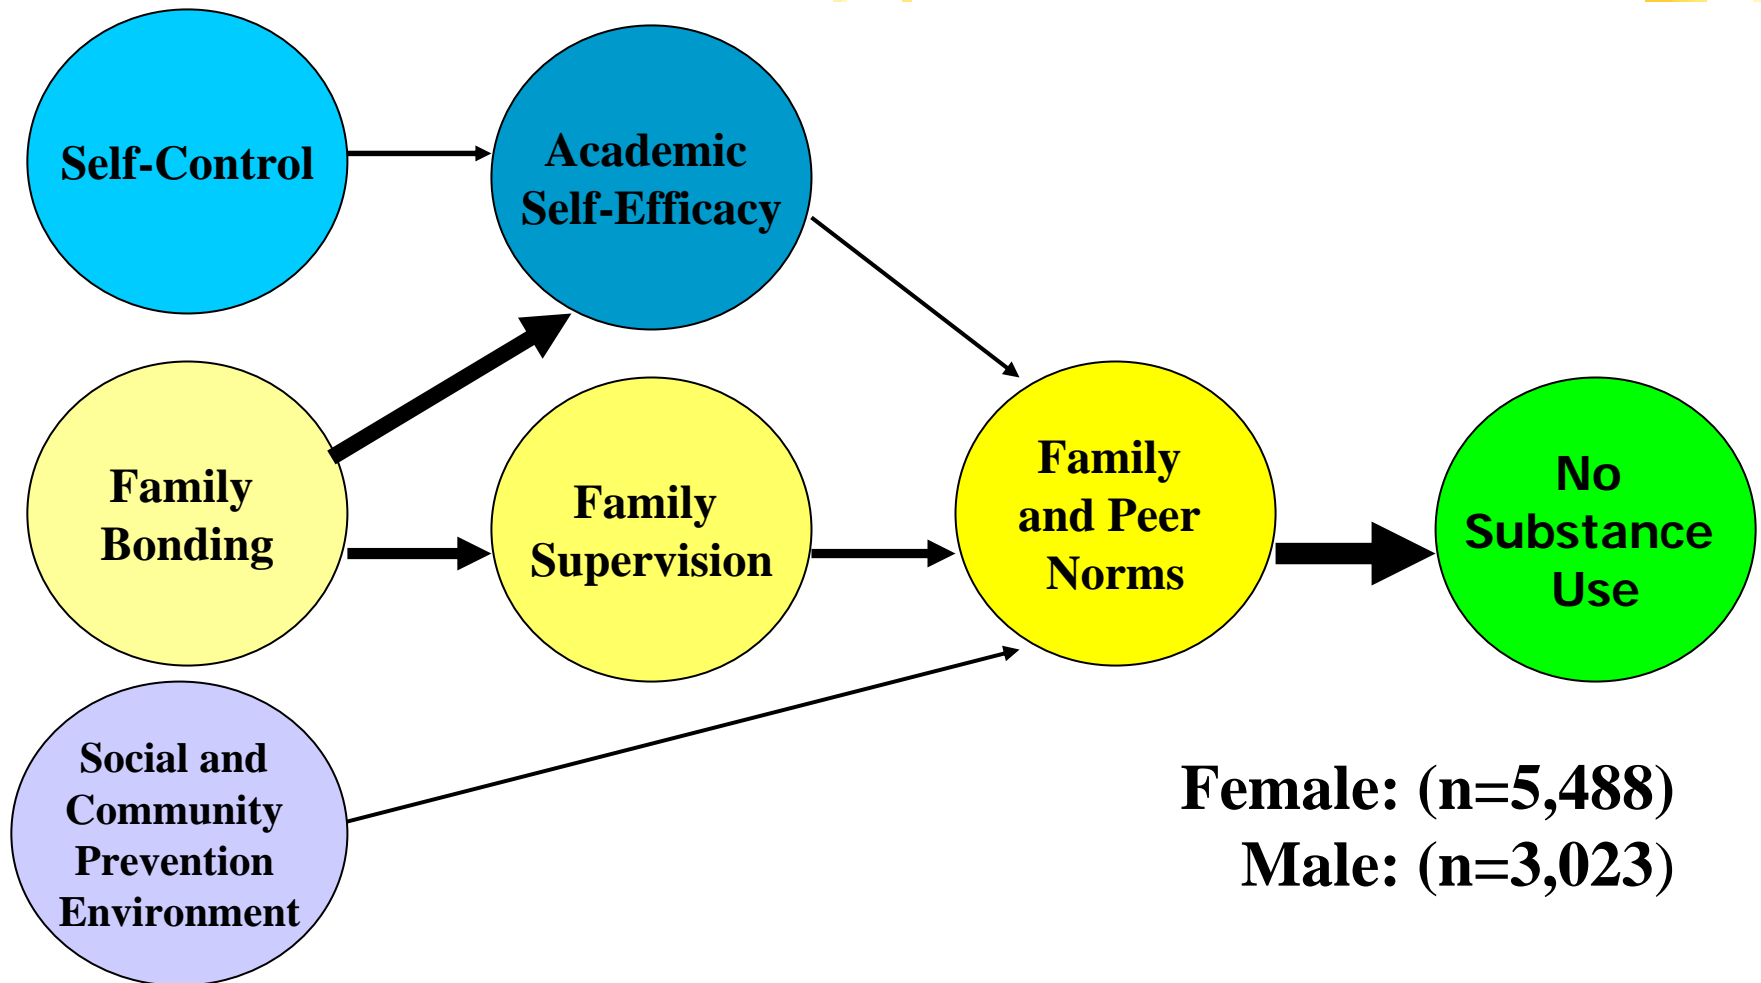 Self-Control
Academic
Self-Efficacy
Family
Bonding
Family
Supervision
Family
and Peer
Norms
No
Substance
Use
Social and
Community
Prevention
Environment
Female: (n=5,488)
Male: (n=3,023)